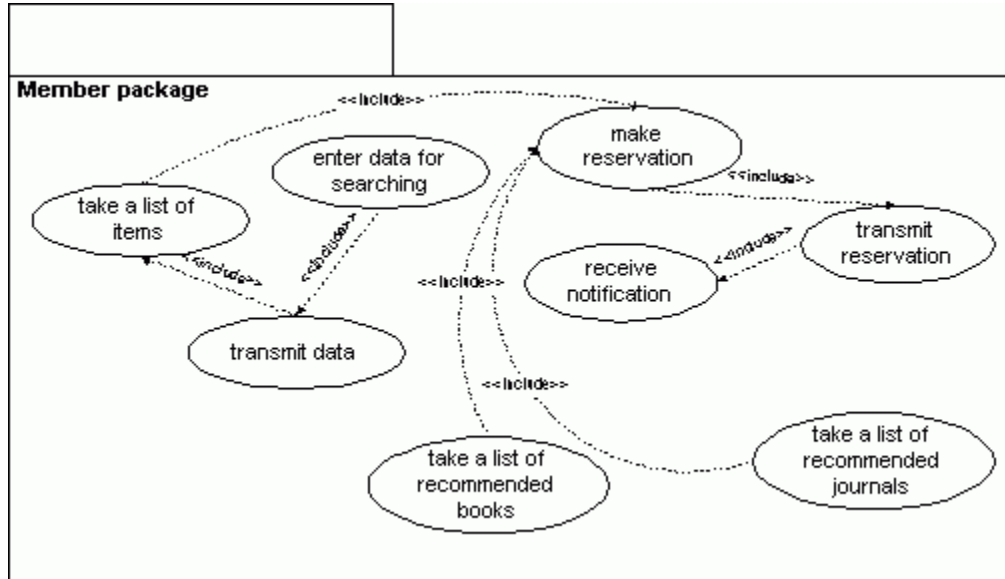 Member package
<<include>>
make
reservation
enter data for
searching
<<include>>
take a list of
items
<<include>>
transmit
reservation
<<include>>
<<include>>
receive
notification
<<include>>
<<include>>
transmit data
<<include>>
take a list of
recommended
books
take a list of
recommended
journals